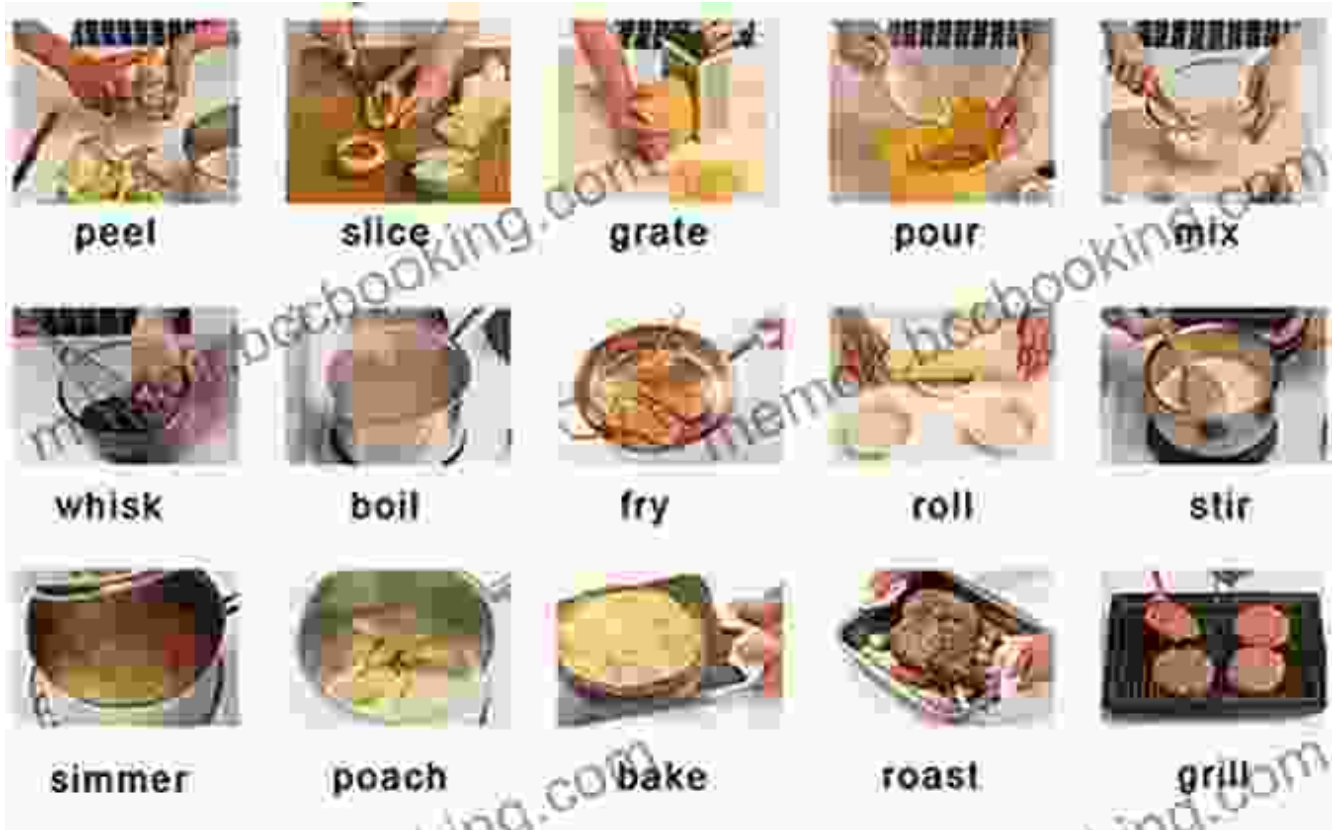 peel slice grate pour mix
whisk boil fry roll stir
simmer poach bake roast grill